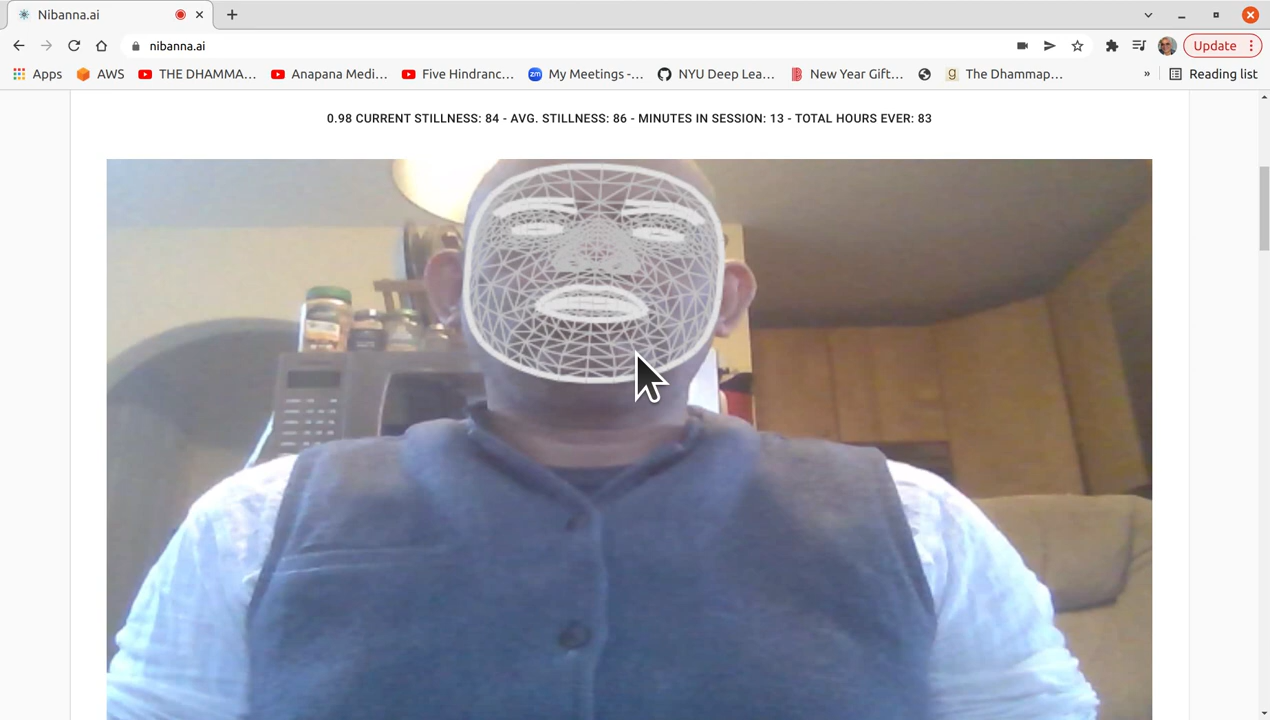 Nibanna.ai
nibanna.ai
Update
Apps AWS THE DHAMMA... Anapana Medi... Five Hindranc... zm My Meetings -... NYU Deep Lea... New Year Gift... g The Dhammap... » Reading list
0.98 CURRENT STILLNESS: 84 - AVG. STILLNESS: 86 - MINUTES IN SESSION: 13 - TOTAL HOURS EVER: 83